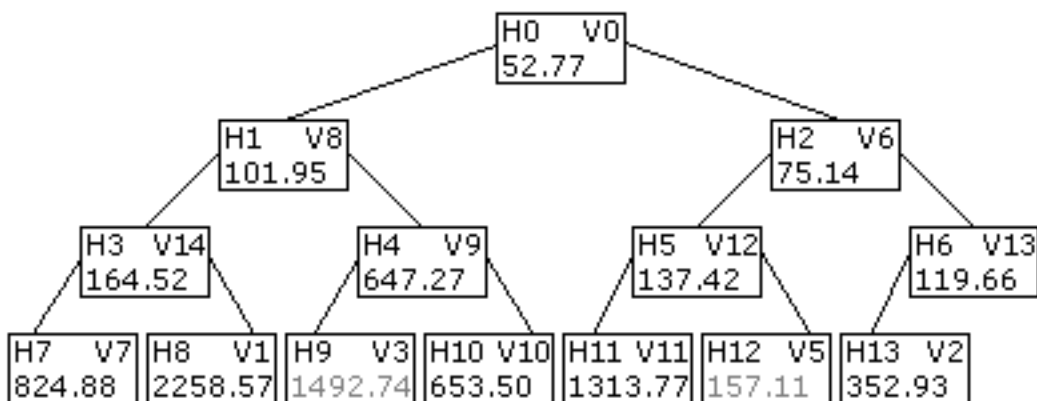 H0 V0
52.77
H1 V8
101.95
H2 V6
75.14
H3 V14
164.52
H4 V9
647.27
H5 V12
137.42
H6 V13
119.66
H7 V7
824.88
H8 V1
2258.57
H9 V3
1492.74
H10 V10
653.50
H11 V11
1313.77
H12 V5
157.11
H13 V2
352.93